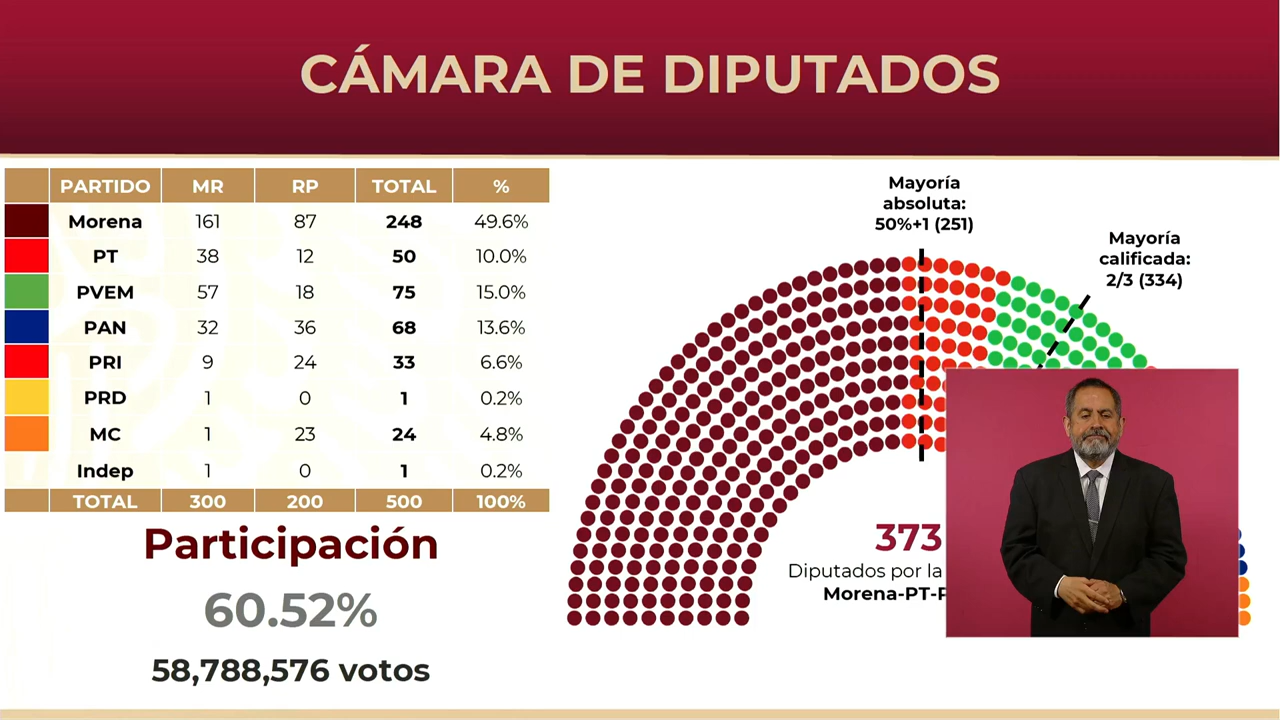 CÁMARA DE DIPUTADOS
PARTIDO MR RP TOTAL %
Morena 161 87 248 49.6%
PT 38 12 50 10.0%
PVEM 57 18 75 15.0%
PAN 32 36 68 13.6%
PRI 9 24 33 6.6%
PRD 1 0 1 0.2%
MC 1 23 24 4.8%
Indep 1 0 1 0.2%
TOTAL 300 200 500 100%
Participación
60.52%
58,788,576 votos
Mayoría
absoluta:
50%+1 (251)
Mayoría
calificada:
2/3 (334)
373
Diputados por la
Morena-PT-